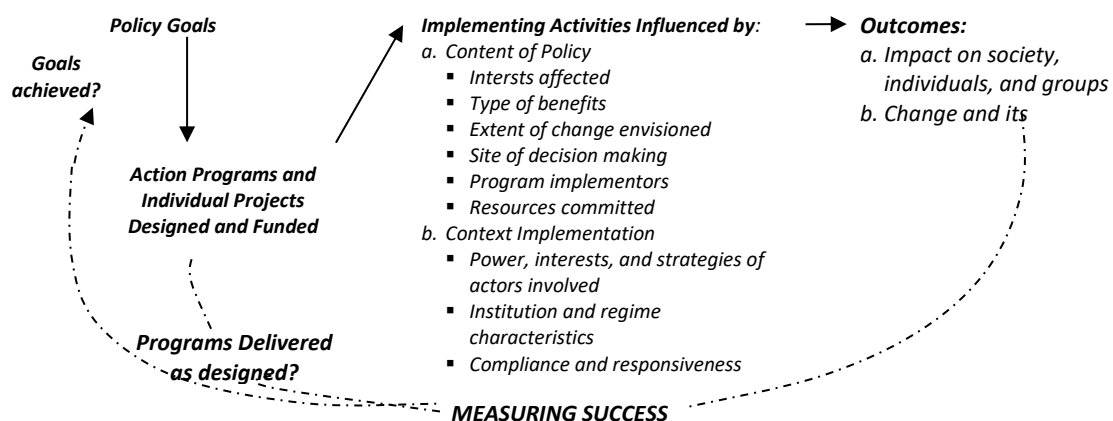 Policy Goals
Goals
achieved?
Action Programs and
Individual Projects
Designed and Funded
Programs Delivered
as designed?
Implementing Activities Influenced by:
a. Content of Policy
▪ Intersts affected
▪ Type of benefits
▪ Extent of change envisioned
▪ Site of decision making
▪ Program implementors
▪ Resources committed
b. Context Implementation
▪ Power, interests, and strategies of
actors involved
▪ Institution and regime
characteristics
▪ Compliance and responsiveness
Outcomes:
a. Impact on society,
individuals, and groups
b. Change and its
MEASURING SUCCESS